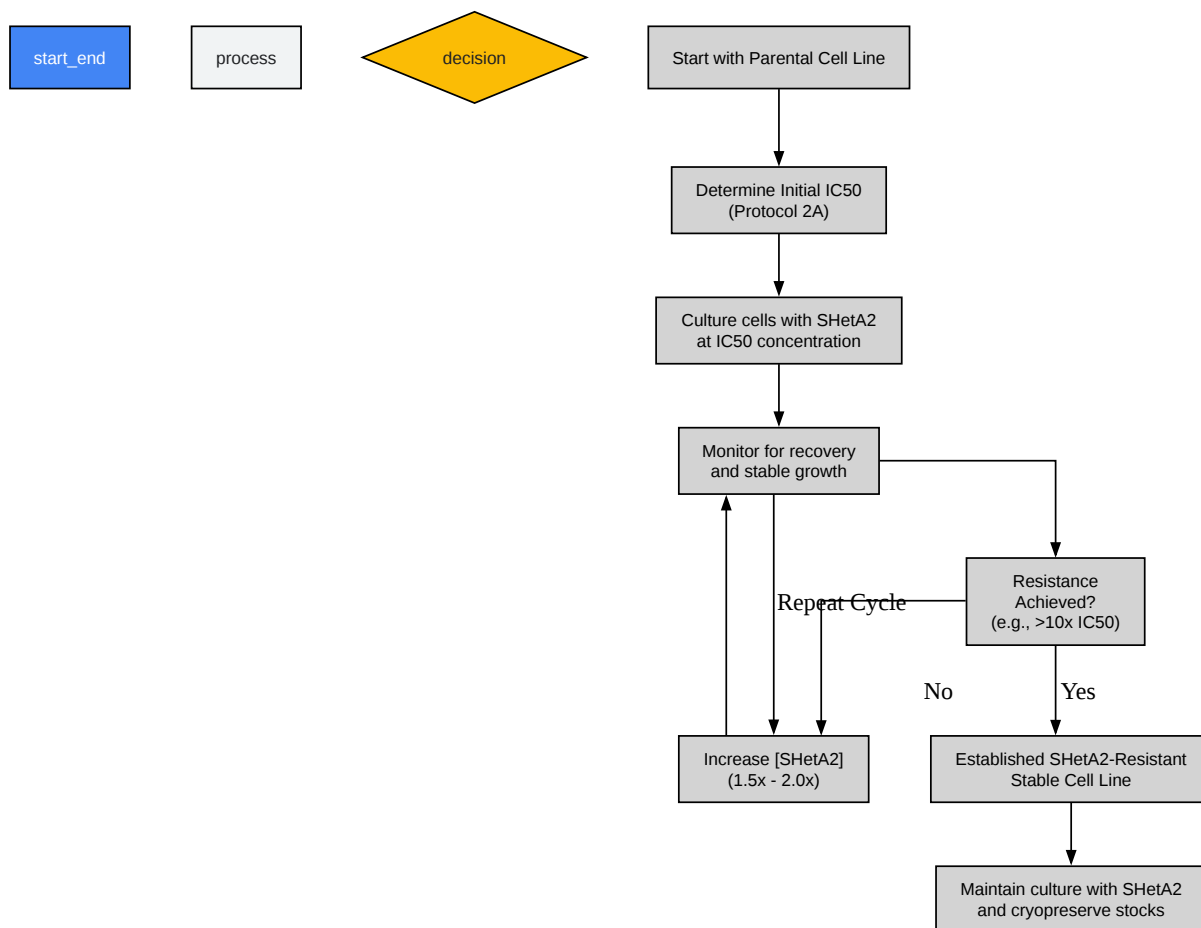 start_end
process
decision
Start with Parental Cell Line
Determine Initial IC50
(Protocol 2A)
Culture cells with SHetA2
at IC50 concentration
Monitor for recovery
and stable growth
Resistance
Achieved?
(e.g., >10x IC50)
Repeat Cycle
No
Yes
Increase [SHetA2]
(1.5x - 2.0x)
Established SHetA2-Resistant
Stable Cell Line
Maintain culture with SHetA2
and cryopreserve stocks